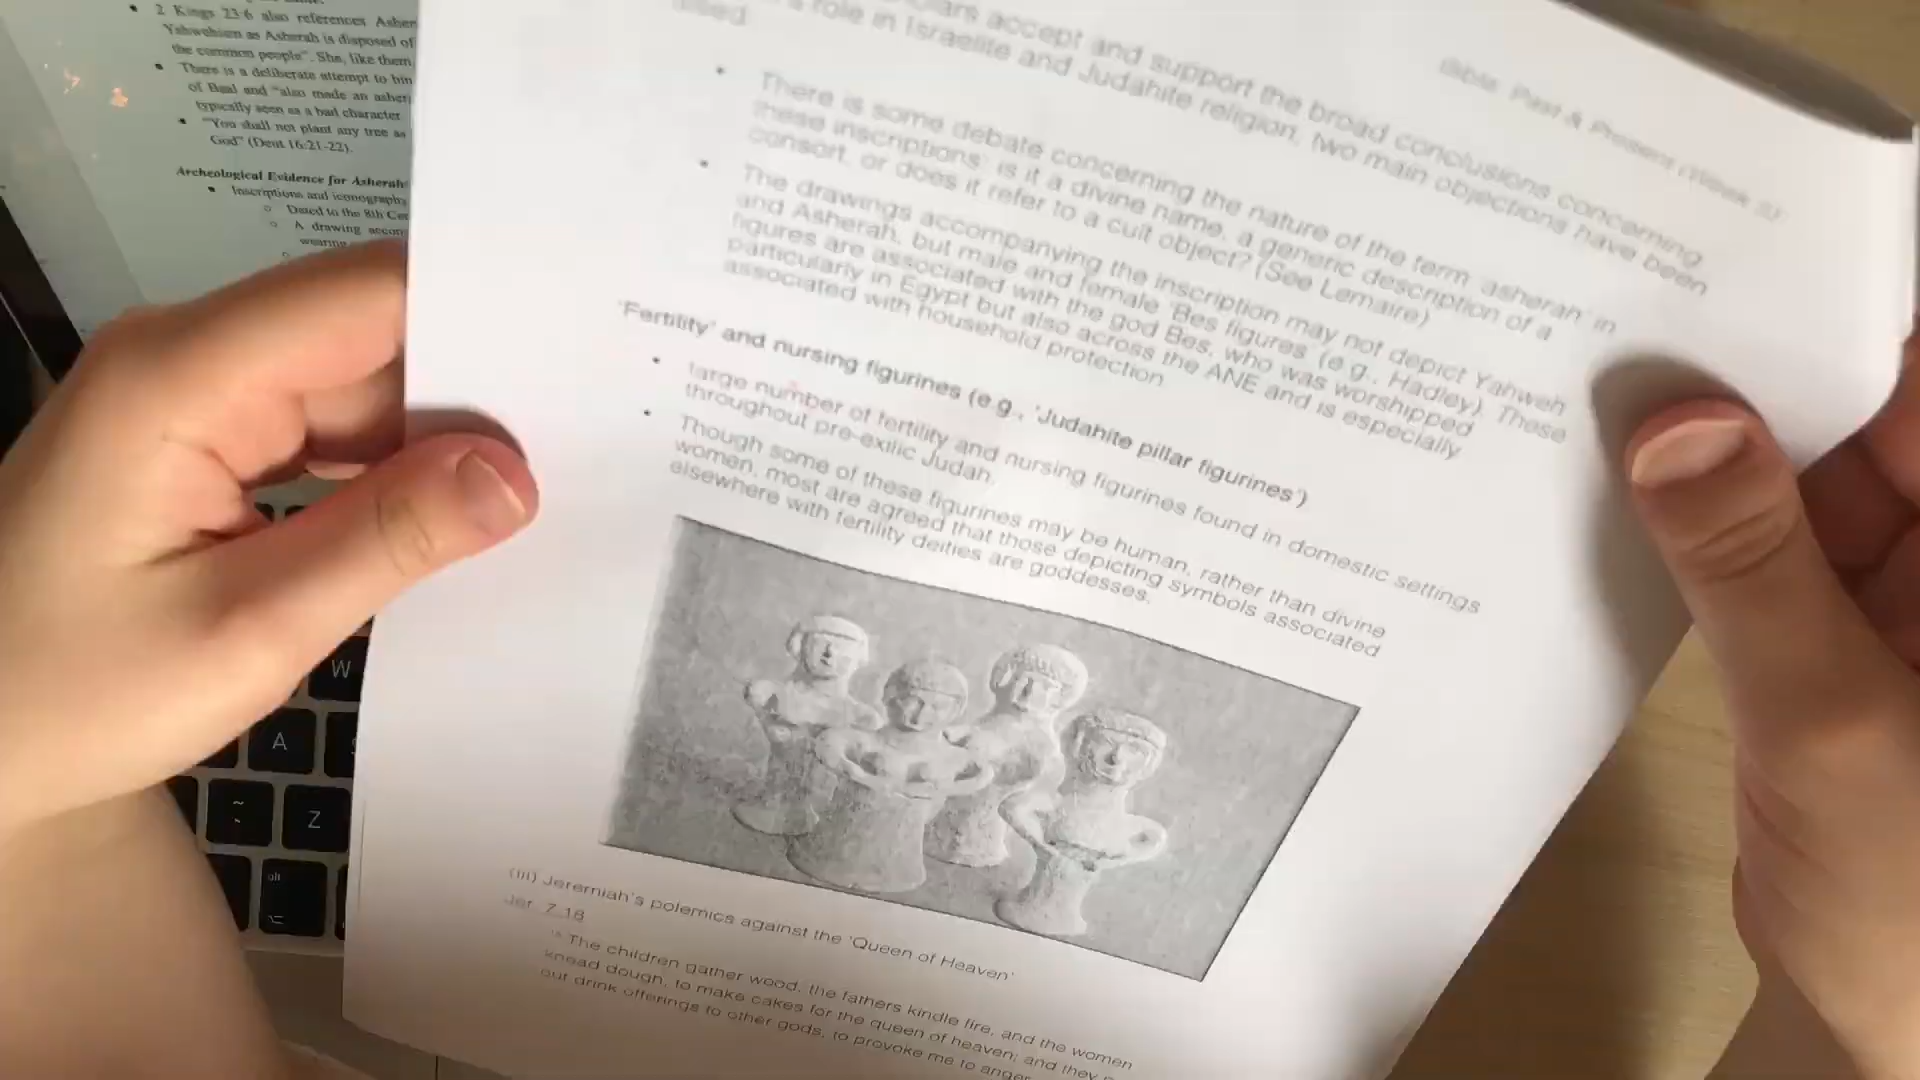 2 Kings 23:6 also references Asher
Yahwehism as Asherah is disposed of
the common people". She, like them
There is a deliberate attempt to hin
of Baal and "also made an asher
typically seen as a bad character
"You shall not plant any tree as
God" (Deut 16:21-22).
Archeological Evidence for Asherah
Inscriptions and iconography
Dated to the 8th Cen
A drawing accom
wearing
Bible: Past & Present (Week
accept and support the broad conclusions concerning
role in Israelite and Judahite religion, two main objections have been
There is some debate concerning the nature of the term 'asherah' in
these inscriptions: is it a divine name, a generic description of a
consort, or does it refer to a cult object? (See Lemaire)
The drawings accompanying the inscription may not depict Yahweh
and Asherah, but male and female 'Bes figures' (e.g., Hadley). These
figures are associated with the god Bes, who was worshipped
particularly in Egypt but also across the ANE and is especially
associated with household protection
'Fertility' and nursing figurines (e.g., 'Judahite pillar figurines')
large number of fertility and nursing figurines found in domestic settings
throughout pre-exilic Judah.
Though some of these figurines may be human, rather than divine
women, most are agreed that those depicting symbols associated
elsewhere with fertility deities are goddesses.
(iii) Jeremiah's polemics against the 'Queen of Heaven'
Jer. 7.18
18 The children gather wood, the fathers kindle fire, and the women
knead dough, to make cakes for the queen of heaven; and they
our drink offerings to other gods, to provoke me to anger
W
A
~
Z
alt